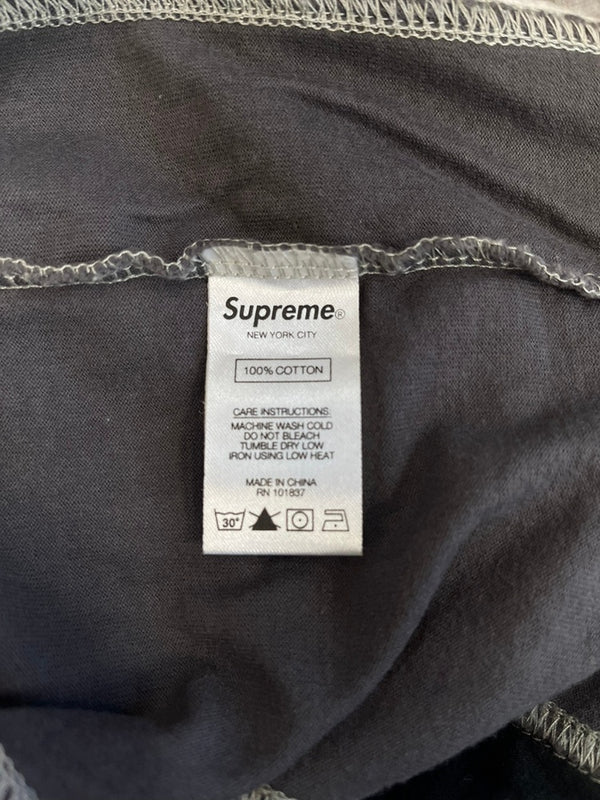 Supreme®
NEW YORK CITY
100% COTTON
CARE INSTRUCTIONS
MACHINE WASH COLD
DO NOT BLEACH
TUMBLE DRY LOW
IRON USING LOW HEAT
MADE IN CHINA
RN 101837
30°